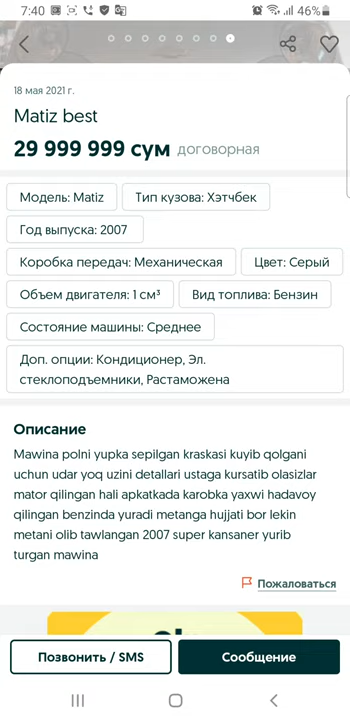 7:40
46%
18 мая 2021 г.
Matiz best
29 999 999 сум договорная
Модель: Matiz
Тип кузова: Хэтчбек
Год выпуска: 2007
Коробка передач: Механическая
Цвет: Серый
Объем двигателя: 1 см³
Вид топлива: Бензин
Состояние машины: Среднее
Доп. опции: Кондиционер, Эл.
стеклоподъемники, Растаможена
Описание
Mawina polni yupka sepilgan kraskasi kuyib qolgani
uchun udar yoq uzini detallari ustaga kursatib olasizlar
mator qilingan hali apkatkada karobka yaxwi hadavoy
qilingan benzinda yuradi metanga hujjati bor lekin
metani olib tawlangan 2007 super kansaner yurib
turgan mawina
Пожаловаться
Позвонить / SMS
Сообщение